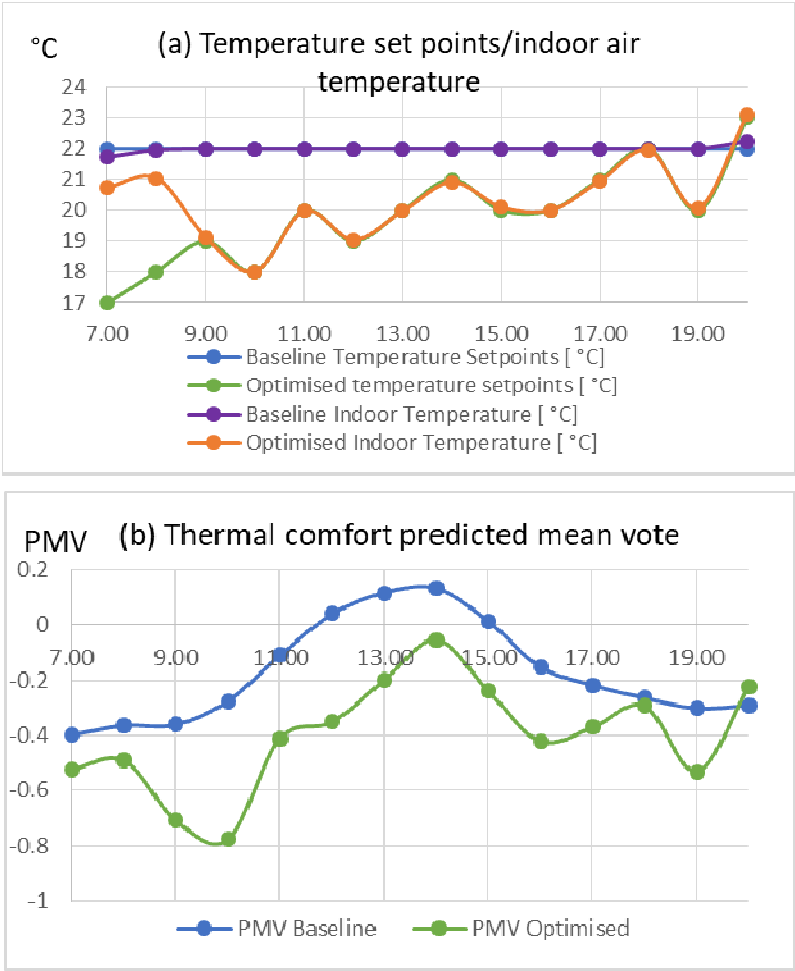 °C
(a) Temperature set points/indoor air
temperature
24
23
22
21
20
19
18
17
7.00 9.00 11.00 13.00 15.00 17.00 19.00
Baseline Temperature Setpoints [ °C]
Optimised temperature setpoints [ °C]
Baseline Indoor Temperature [ °C]
Optimised Indoor Temperature [ °C]
PMV (b) Thermal comfort predicted mean vote
0.2
0
7.00 9.00 11.00 13.00 15.00 17.00 19.00
-0.2
-0.4
-0.6
-0.8
-1
PMV Baseline PMV Optimised